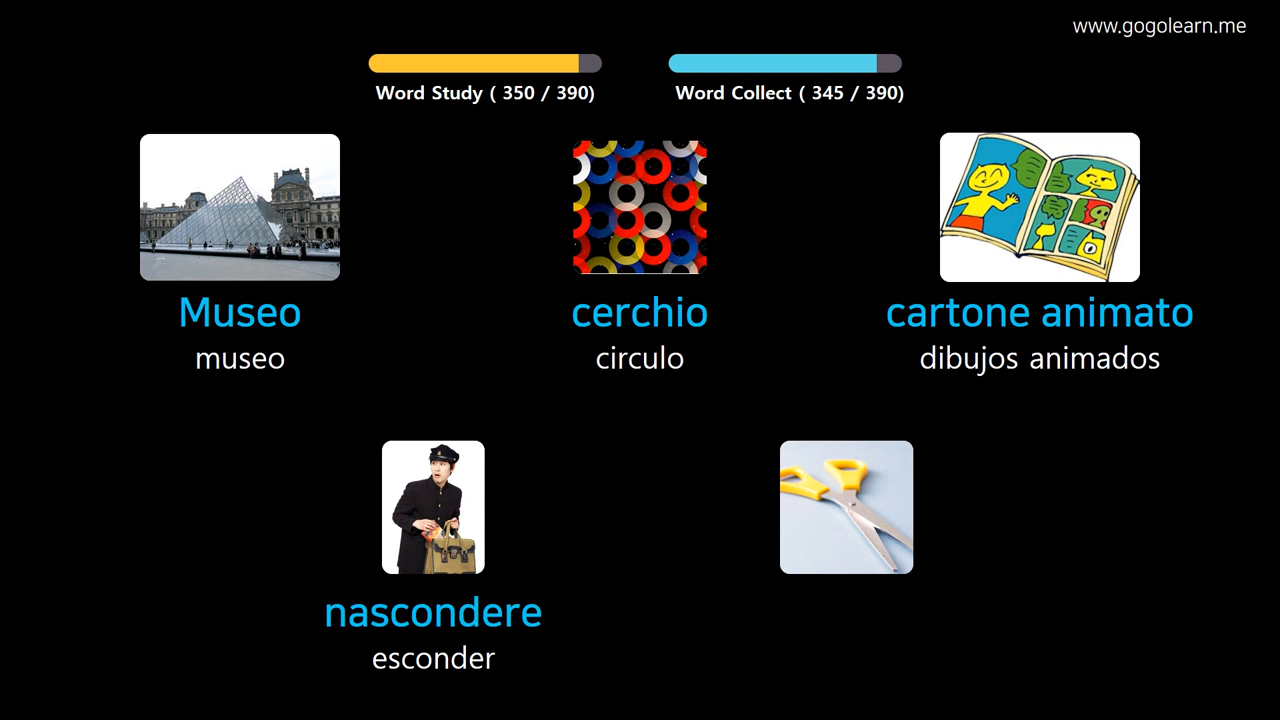 www.gogolearn.me
Word Study ( 350 / 390)
Word Collect ( 345 / 390)
Museo
museo
cerchio
circulo
cartone animato
dibujos animados
nascondere
esconder